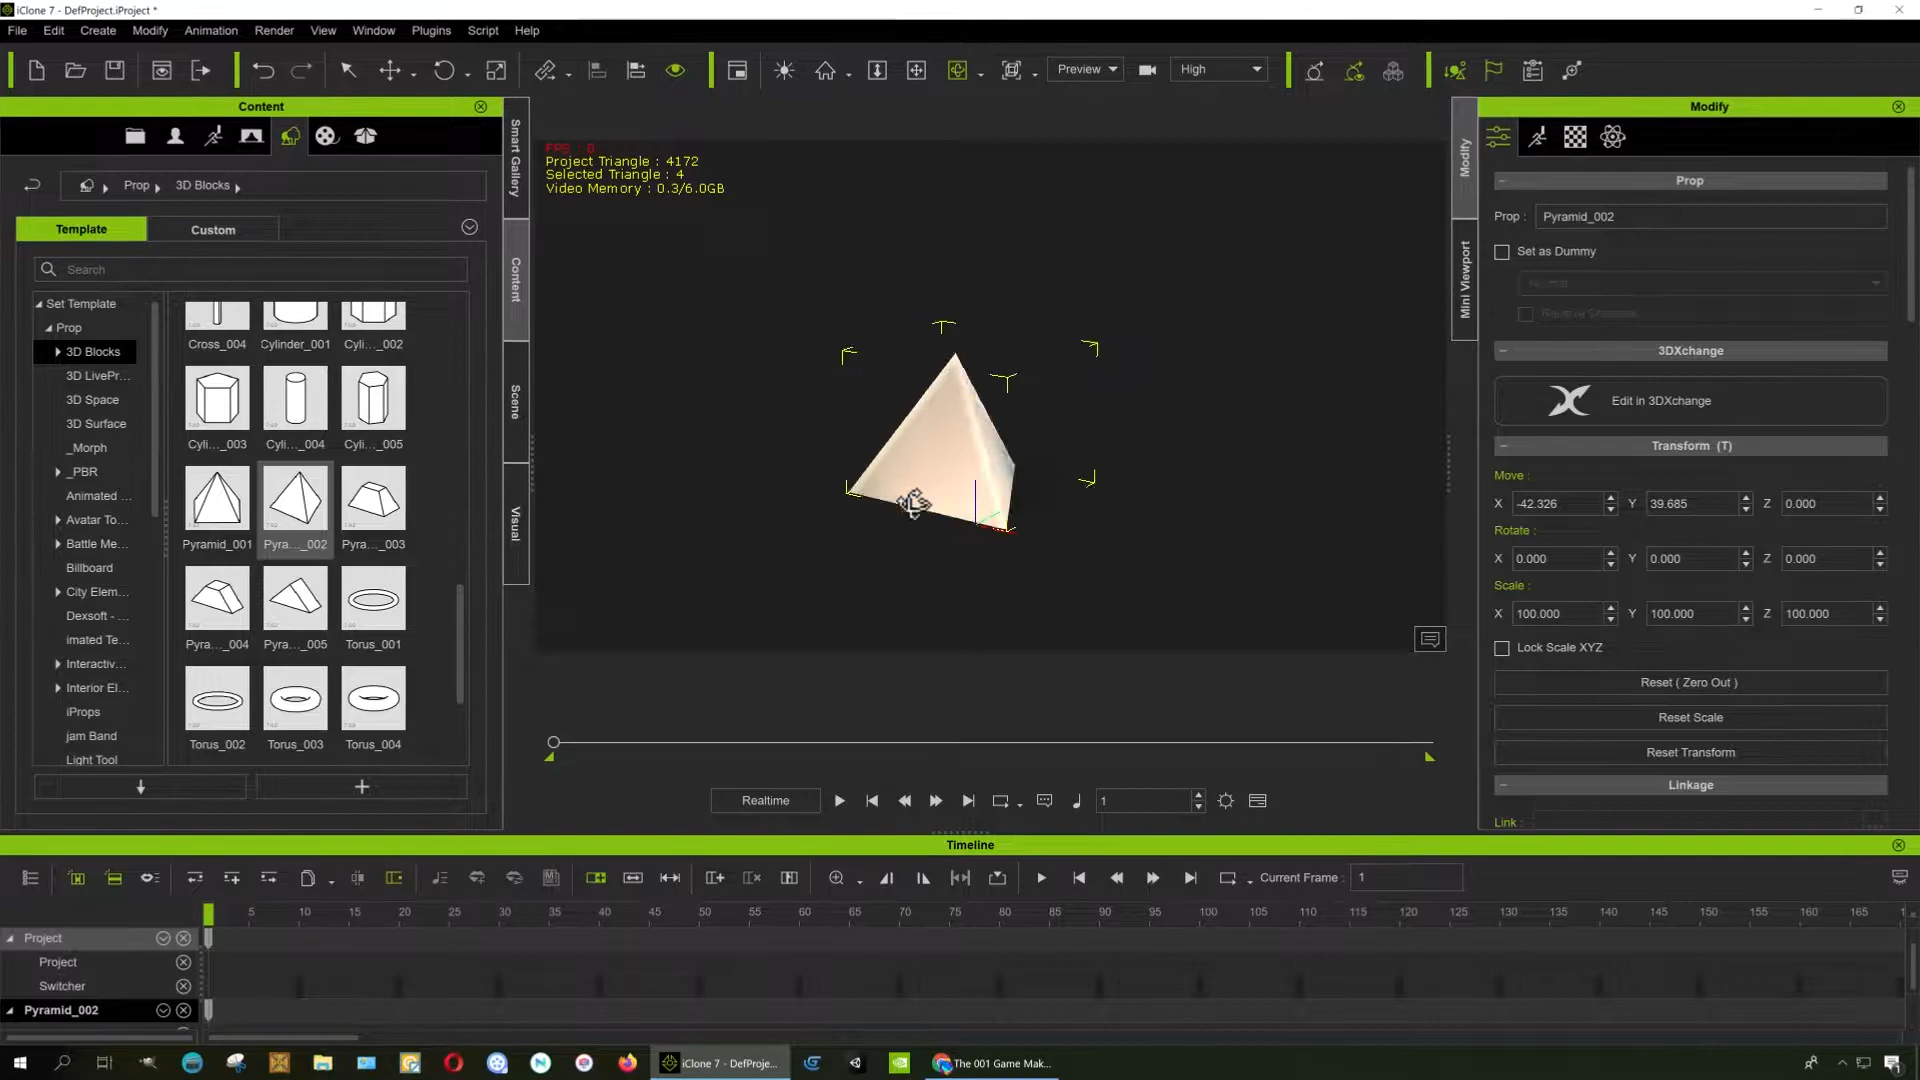 iClone 7 - DefProject.iProject *
File Edit Create Modify Animation Render View Window Plugins Script Help
Preview
High
Content
Prop
3D Blocks
Template
Custom
Search
Set Template
Prop
3D Blocks
3D LivePr...
3D Space
3D Surface
_Morph
_PBR
Animated ...
Avatar To...
Battle Me...
Billboard
City Elem...
Dexsoft - ...
imated Te...
Interactiv...
Interior El...
iProps
jam Band
Light Tool
Cross_004 Cylinder_001 Cyli..._002
Cyli..._003 Cyli..._004 Cyli..._005
Pyramid_001 Pyra..._002 Pyra..._003
Pyra..._004 Pyra..._005 Torus_001
Torus_002 Torus_003 Torus_004
Smart Gallery
Content
Scene
Visual
FPS : 0
Project Triangle : 4172
Selected Triangle : 4
Video Memory : 0.3/6.0GB
Realtime
1
Modify
Mini Viewport
Modify
Prop
Prop : Pyramid_002
Set as Dummy
3DXchange
Edit in 3DXchange
Transform (T)
Move :
X -42.326 Y 39.685 Z 0.000
Rotate :
X 0.000 Y 0.000 Z 0.000
Scale :
X 100.000 Y 100.000 Z 100.000
Lock Scale XYZ
Reset ( Zero Out )
Reset Scale
Reset Transform
Linkage
Link :
Timeline
Current Frame : 1
5 10 15 20 25 30 35 40 45 50 55 60 65 70 75 80 85 90 95 100 105 110 115 120 125 130 135 140 145 150 155 160 165
Project
Project
Switcher
Pyramid_002
iClone 7 - DefProje...
The 001 Game Mak...